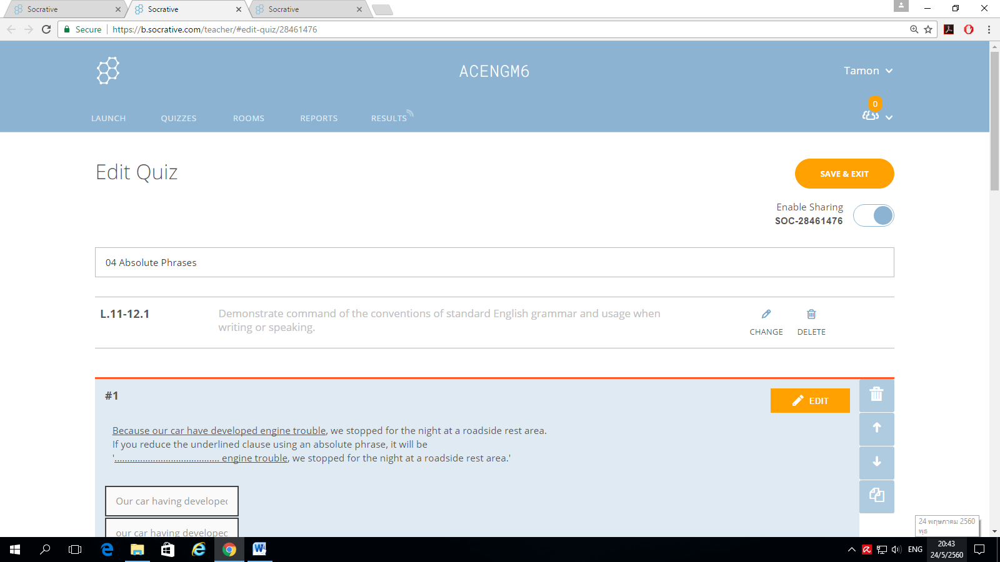 Socrative
Socrative
Socrative
Secure
https://b.socrative.com/teacher/#edit-quiz/28461476
ACENGM6
Tamon
0
LAUNCH
QUIZZES
ROOMS
REPORTS
RESULTS
Edit Quiz
SAVE & EXIT
Enable Sharing
SOC-28461476
04 Absolute Phrases
L.11-12.1
Demonstrate command of the conventions of standard English grammar and usage when
writing or speaking.
CHANGE
DELETE
#1
EDIT
Because our car have developed engine trouble, we stopped for the night at a roadside rest area.
If you reduce the underlined clause using an absolute phrase, it will be
'......................................... engine trouble, we stopped for the night at a roadside rest area.'
Our car having developed
our car having developed
24 พฤษภาคม 2560
พุธ
ENG
20:43
24/5/2560